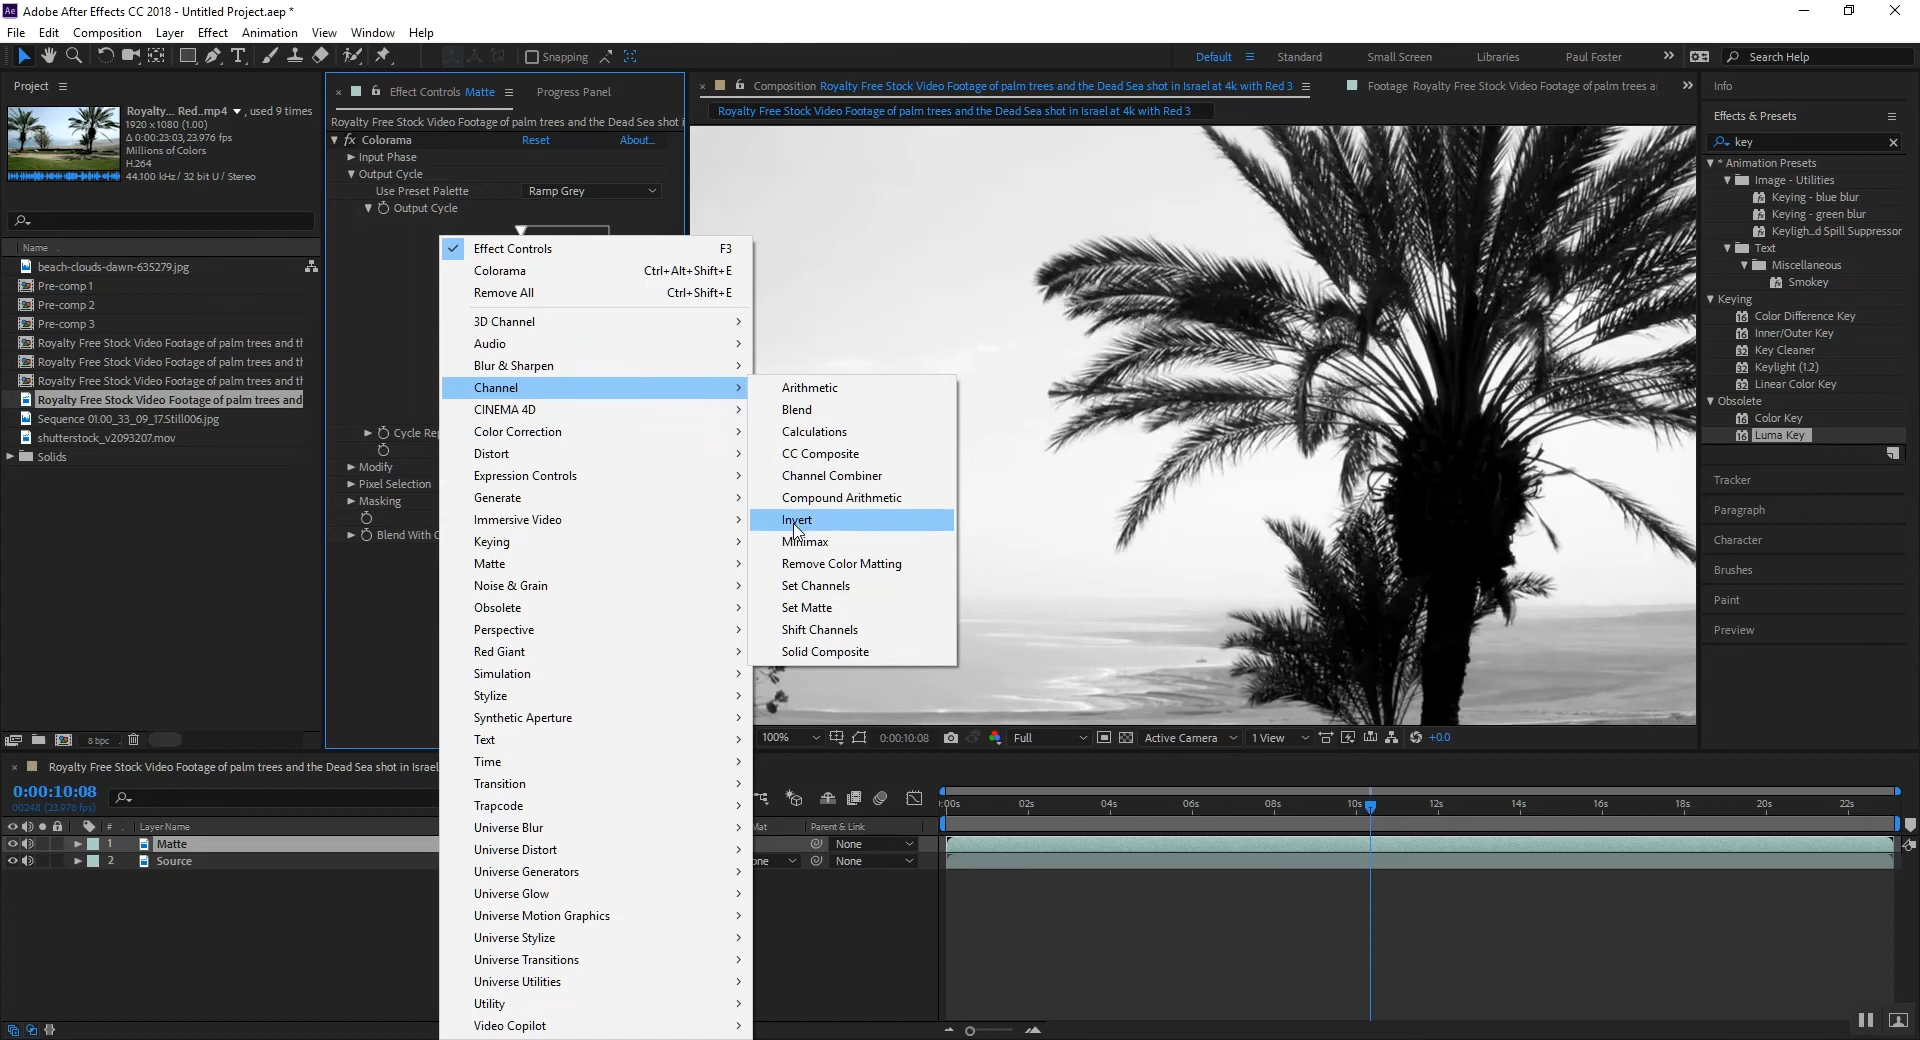 Ae Adobe After Effects CC 2018 - Untitled Project.aep *
File Edit Composition Layer Effect Animation View Window Help
Snapping Default Standard Small Screen Libraries Paul Foster Search Help
Project
Royalty... Red..mp4 , used 9 times
1920 x1080 (1.00)
Δ 0:00:23:03, 23.976 fps
Millions of Colors
H.264
44.100 kHz / 32 bit U / Stereo
Name
beach-clouds-dawn-635279.jpg
Pre-comp 1
Pre-comp 2
Pre-comp 3
Royalty Free Stock Video Footage of palm trees and th
Royalty Free Stock Video Footage of palm trees and th
Royalty Free Stock Video Footage of palm trees and th
Royalty Free Stock Video Footage of palm trees and
Sequence 01.00_33_09_17.Still006.jpg
shutterstock_v2093207.mov
Solids
8 bpc
Effect Controls Matte Progress Panel
Royalty Free Stock Video Footage of palm trees and the Dead Sea shot i
fx Colorama Reset About...
Input Phase
Output Cycle
Use Preset Palette Ramp Grey
Output Cycle
Cycle Rep
Modify
Pixel Selection
Masking
Blend With O
Effect Controls F3
Colorama Ctrl+Alt+Shift+E
Remove All Ctrl+Shift+E
3D Channel
Audio
Blur & Sharpen
Channel
CINEMA 4D
Color Correction
Distort
Expression Controls
Generate
Immersive Video
Keying
Matte
Noise & Grain
Obsolete
Perspective
Red Giant
Simulation
Stylize
Synthetic Aperture
Text
Time
Transition
Trapcode
Universe Blur
Universe Distort
Universe Generators
Universe Glow
Universe Motion Graphics
Universe Stylize
Universe Transitions
Universe Utilities
Utility
Video Copilot
Arithmetic
Blend
Calculations
CC Composite
Channel Combiner
Compound Arithmetic
Invert
Minimax
Remove Color Matting
Set Channels
Set Matte
Shift Channels
Solid Composite
Composition Royalty Free Stock Video Footage of palm trees and the Dead Sea shot in Israel at 4k with Red 3
Footage Royalty Free Stock Video Footage of palm trees a
Royalty Free Stock Video Footage of palm trees and the Dead Sea shot in Israel at 4k with Red 3
100% 0:00:10:08 Full Active Camera 1 View +0.0
Info
Effects & Presets
key
* Animation Presets
Image - Utilities
Keying - blue blur
Keying - green blur
Keyligh...d Spill Suppressor
Text
Miscellaneous
Smokey
Keying
16 Color Difference Key
16 Inner/Outer Key
32 Key Cleaner
32 Keylight (1.2)
32 Linear Color Key
Obsolete
16 Color Key
16 Luma Key
Tracker
Paragraph
Character
Brushes
Paint
Preview
Royalty Free Stock Video Footage of palm trees and the Dead Sea shot in Israel
0:00:10:08
00248 (23.976 fps)
# Layer Name Mat Parent & Link
1 Matte None
2 Source one None
:00s 02s 04s 06s 08s 10s 12s 14s 16s 18s 20s 22s